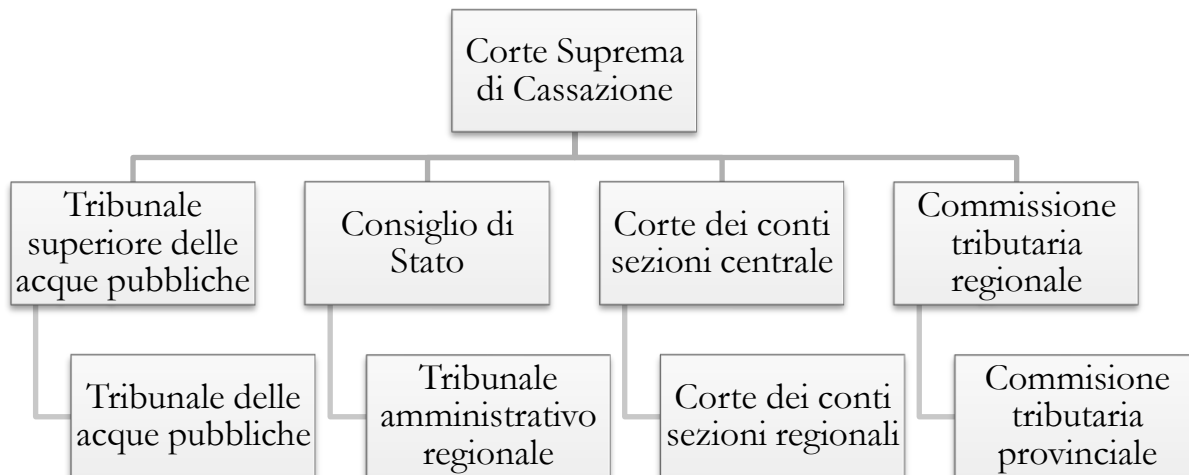 Corte Suprema
di Cassazione
Tribunale
superiore delle
acque pubbliche
Consiglio di
Stato
Corte dei conti
sezioni centrale
Commissione
tributaria
regionale
Tribunale delle
acque pubbliche
Tribunale
amministrativo
regionale
Corte dei conti
sezioni regionali
Commisione
tributaria
provinciale